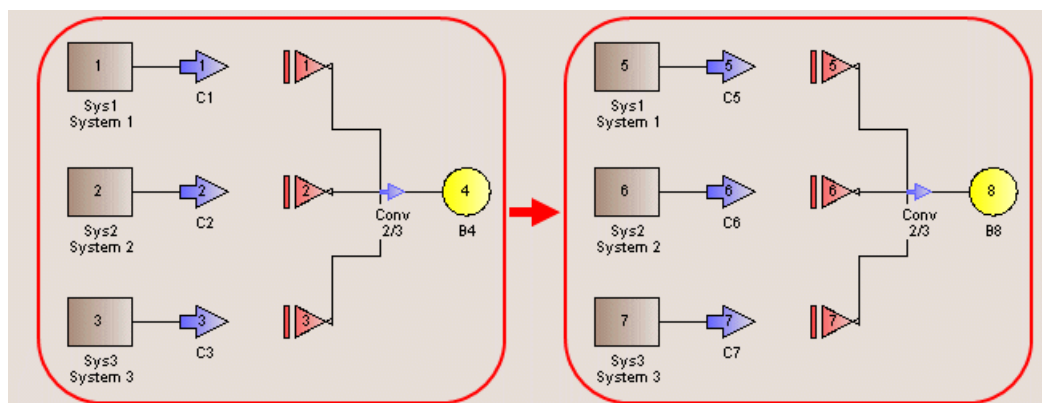 1 1 1 5 5 5
C1 C5
Sys1 Sys1
System 1 System 1
2 2 2 4 6 6 6 8
Conv Conv
Sys2 C2 2/3 B4 Sys2 C6 2/3 B8
System 2 System 2
3 3 3 7 7 7
C3 C7
Sys3 Sys3
System 3 System 3